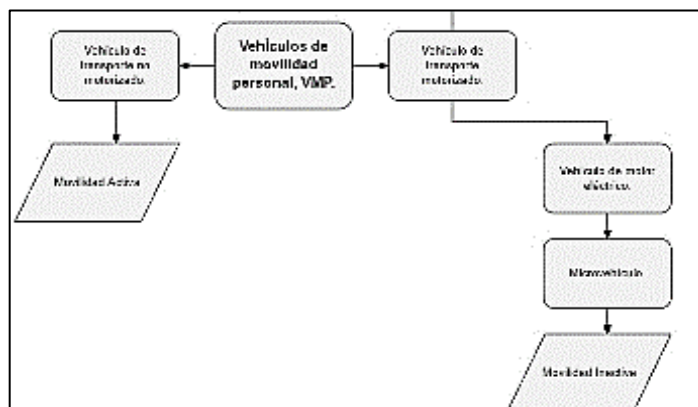 Vehículo de
transporte no
motorizado.
Vehículos de
movilidad
personal, VMP.
Vehículo de
transporte
motorizado.
Movilidad Activa
Vehículo de motor
eléctrico.
Microvehículo
Movilidad Inactiva